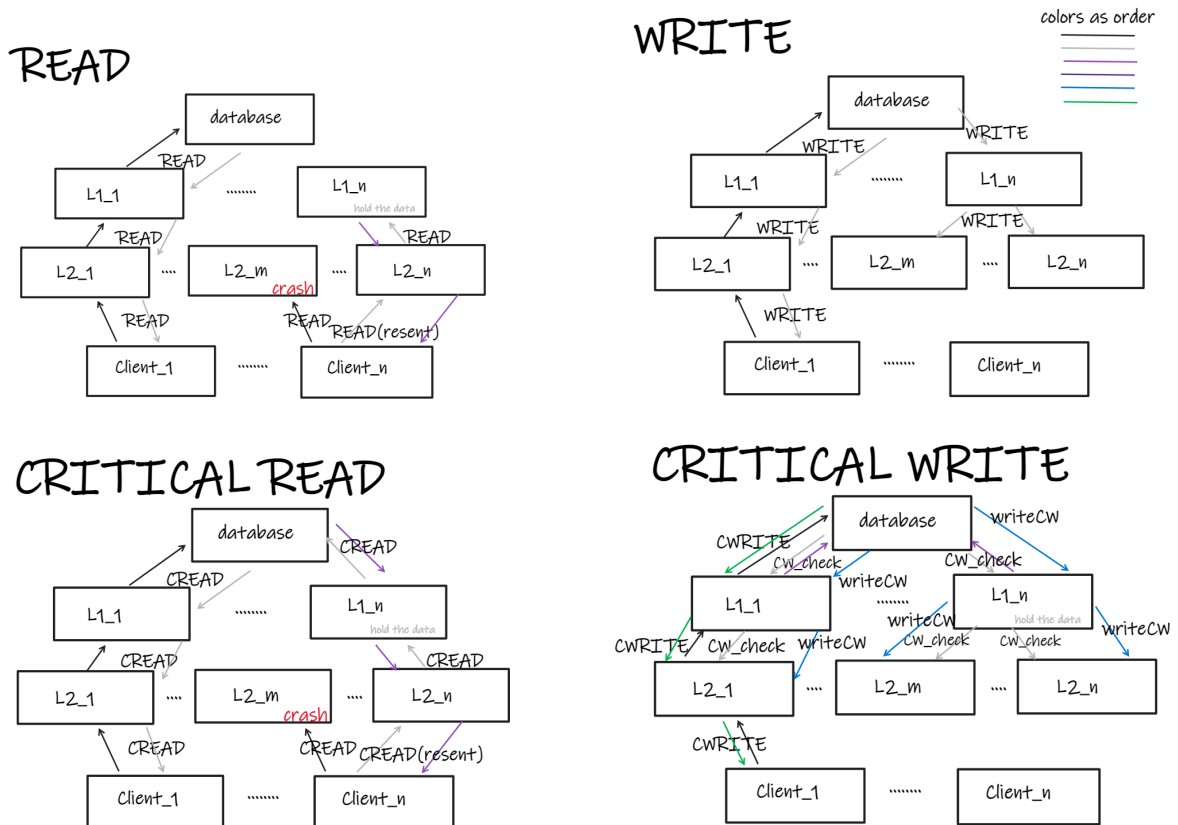 READ
database
READ
L1_1
........
L1_n
hold the data
READ
READ
L2_1
....
L2_m
crash
....
L2_n
READ
READ
READ(resent)
Client_1
........
Client_n
WRITE
colors as order
database
WRITE
WRITE
L1_1
........
L1_n
WRITE
WRITE
L2_1
....
L2_m
....
L2_n
WRITE
Client_1
........
Client_n
CRITICAL READ
database
CREAD
CREAD
L1_1
........
L1_n
hold the data
CREAD
CREAD
L2_1
....
L2_m
crash
....
L2_n
CREAD
CREAD
CREAD(resent)
Client_1
........
Client_n
CRITICAL WRITE
database
writeCW
CWRITE
CW_check
CW_check
writeCW
L1_1
........
L1_n
hold the data
writeCW
writeCW
CWRITE
CW_check
writeCW
CW_check
CW_check
L2_1
....
L2_m
....
L2_n
CWRITE
Client_1
........
Client_n